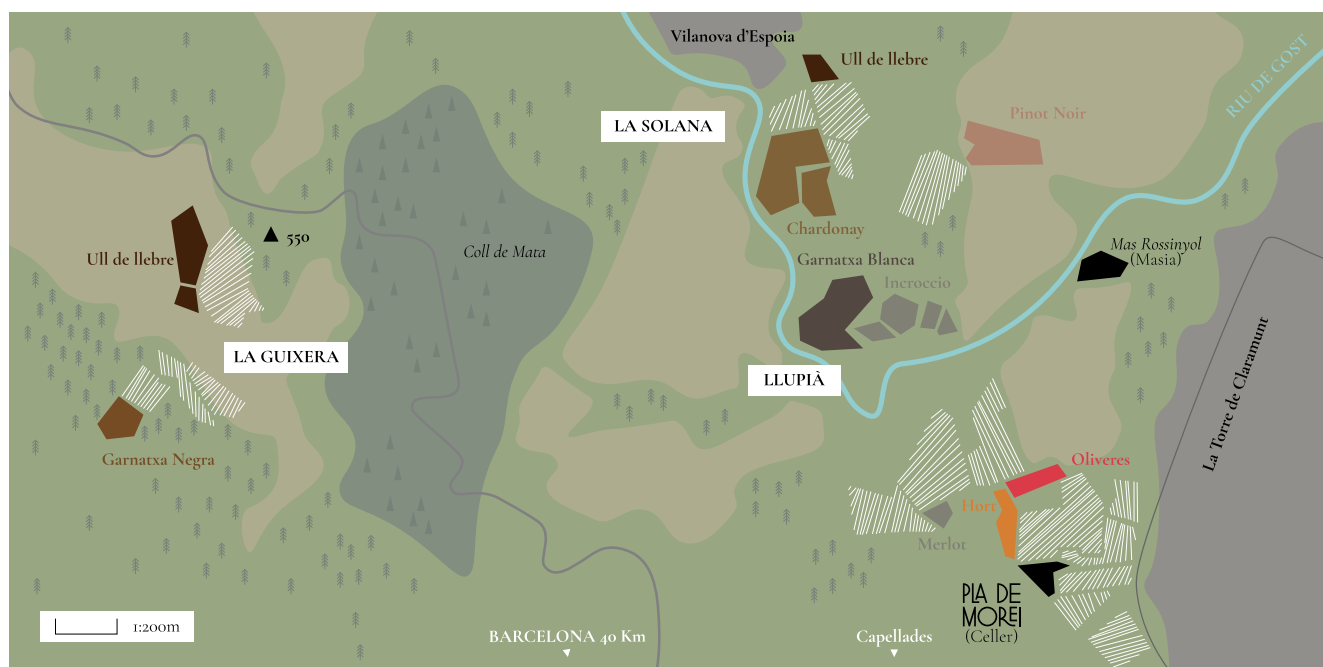 Vilanova d’Espoia
Ull de llebre
RIU DE GOST
LA SOLANA
Pinot Noir
Chardonay
550
Ull de llebre
Coll de Mata
Garnatxa Blanca
Incroccio
Mas Rossinyol
(Masia)
LA GUIXERA
LLUPIÀ
La Torre de Claramunt
Garnatxa Negra
Oliveres
Hort
Merlot
PLA DE
MOREI
(Celler)
1:200m
BARCELONA 40 Km
Capellades